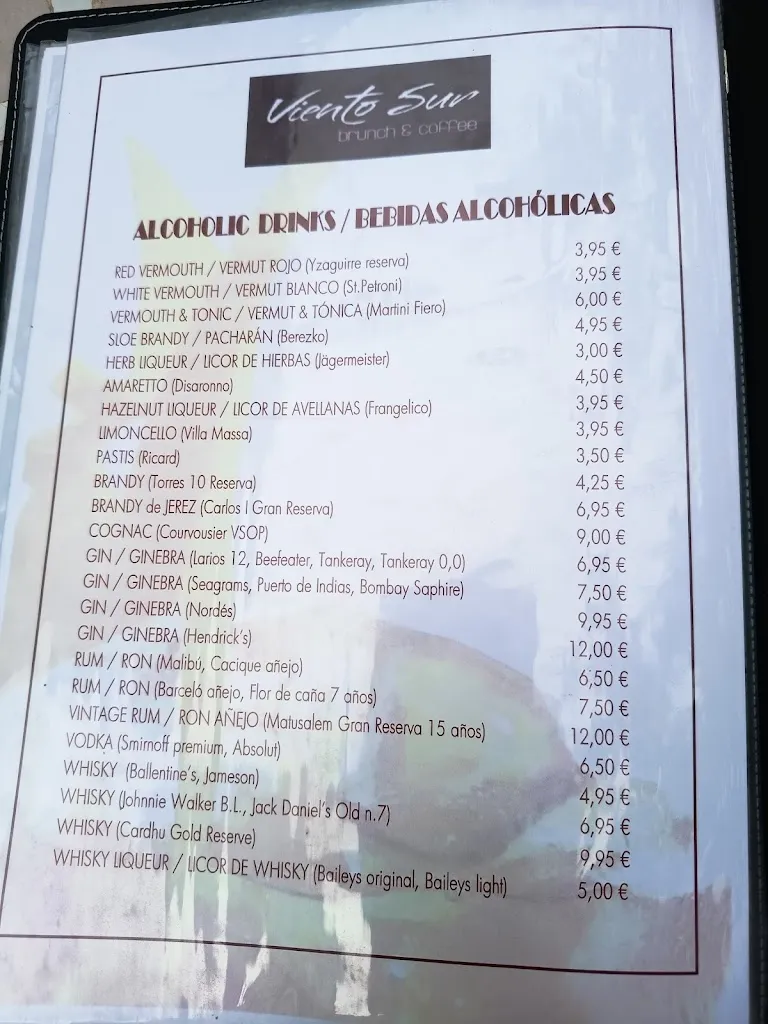 Viento Sur
brunch & coffee
ALCOHOLIC DRINKS / BEBIDAS ALCOHÓLICAS
RED VERMOUTH / VERMUT ROJO (Yzaguirre reserva) 3,95 €
WHITE VERMOUTH / VERMUT BLANCO (St.Petroni) 3,95 €
VERMOUTH & TONIC / VERMUT & TÓNICA (Martini Fiero) 6,00 €
SLOE BRANDY / PACHARÁN (Berezko) 4,95 €
HERB LIQUEUR / LICOR DE HIERBAS (Jägermeister) 3,00 €
AMARETTO (Disaronno) 4,50 €
HAZELNUT LIQUEUR / LICOR DE AVELLANAS (Frangelico) 3,95 €
LIMONCELLO (Villa Massa) 3,95 €
PASTIS (Ricard) 3,50 €
BRANDY (Torres 10 Reserva) 4,25 €
BRANDY de JEREZ (Carlos I Gran Reserva) 6,95 €
COGNAC (Courvousier VSOP) 9,00 €
GIN / GINEBRA (Larios 12, Beefeater, Tankeray, Tankeray 0,0) 6,95 €
GIN / GINEBRA (Seagrams, Puerto de Indias, Bombay Saphire) 7,50 €
GIN / GINEBRA (Nordés) 9,95 €
GIN / GINEBRA (Hendrick's) 12,00 €
RUM / RON (Malibú, Cacique añejo) 6,50 €
RUM / RON (Barceló añejo, Flor de caña 7 años) 7,50 €
VINTAGE RUM / RON AÑEJO (Matusalem Gran Reserva 15 años) 12,00 €
VODKA (Smirnoff premium, Absolut) 6,50 €
WHISKY (Ballentine's, Jameson) 4,95 €
WHISKY (Johnnie Walker B.L., Jack Daniel's Old n.7) 6,95 €
WHISKY (Cardhu Gold Reserve) 9,95 €
WHISKY LIQUEUR / LICOR DE WHISKY (Baileys original, Baileys light) 5,00 €